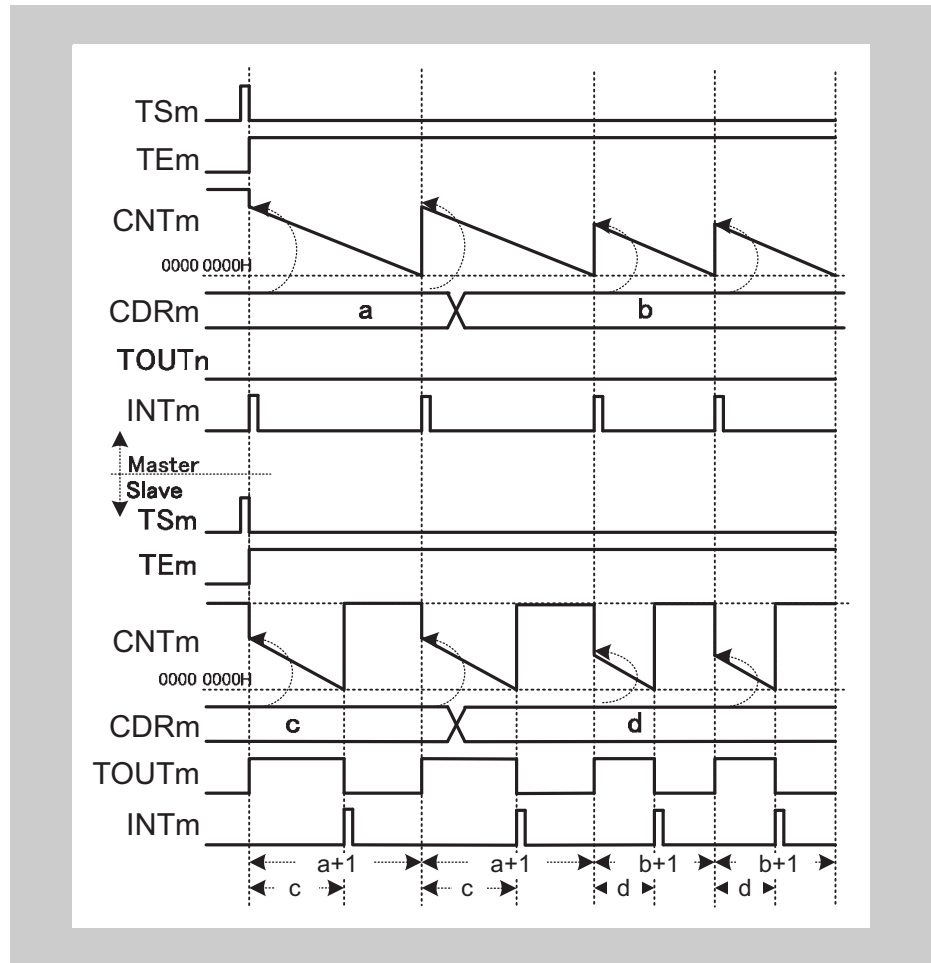 TSm
TEm
CNTm
0000 0000H
CDRm a b
TOUTn
INTm
Master
Slave
TSm
TEm
CNTm
0000 0000H
CDRm c d
TOUTm
INTm
a+1 a+1 b+1 b+1
c c d d